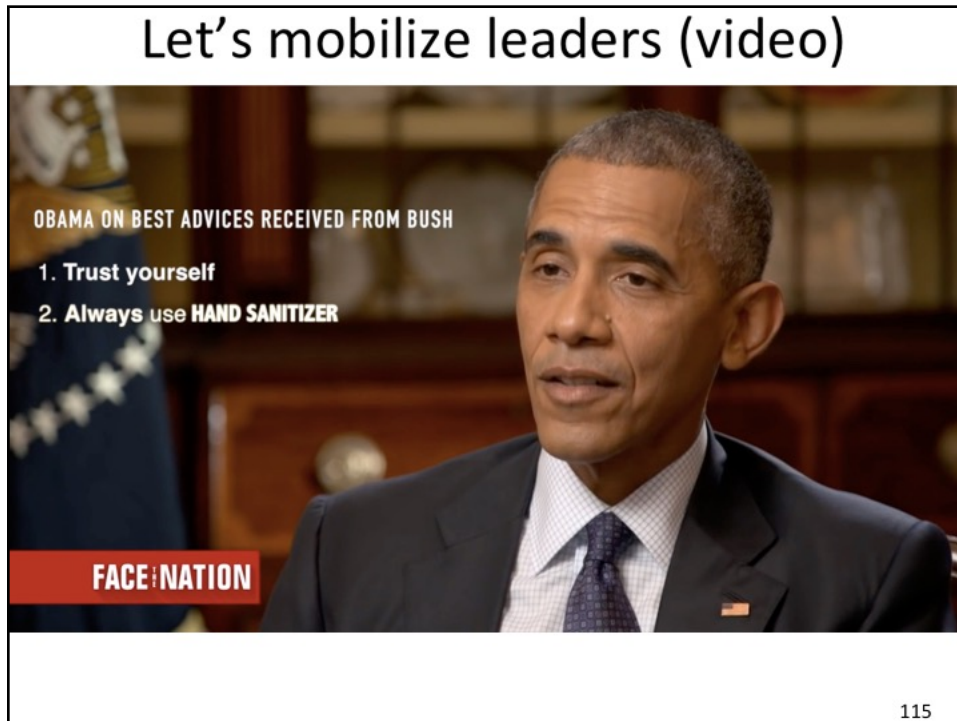 Let's mobilize leaders (video)
OBAMA ON BEST ADVICES RECEIVED FROM BUSH
1. Trust yourself
2. Always use HAND SANITIZER
FACE THE NATION
115